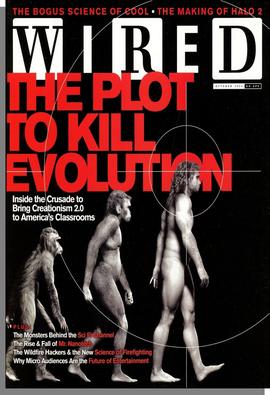 THE BOGUS SCIENCE OF COOL • THE MAKING OF HALO 2
WIRED
OCTOBER 2004
THE PLOT
TO KILL
EVOLUTION
Inside the Crusade to
Bring Creationism 2.0
to America's Classrooms
PLUS
The Monsters Behind the Sci Fi Channel
The Rise & Fall of Mr. Nanotech
The Wildfire Hackers & the New Science of Firefighting
Why Micro Audiences Are the Future of Entertainment